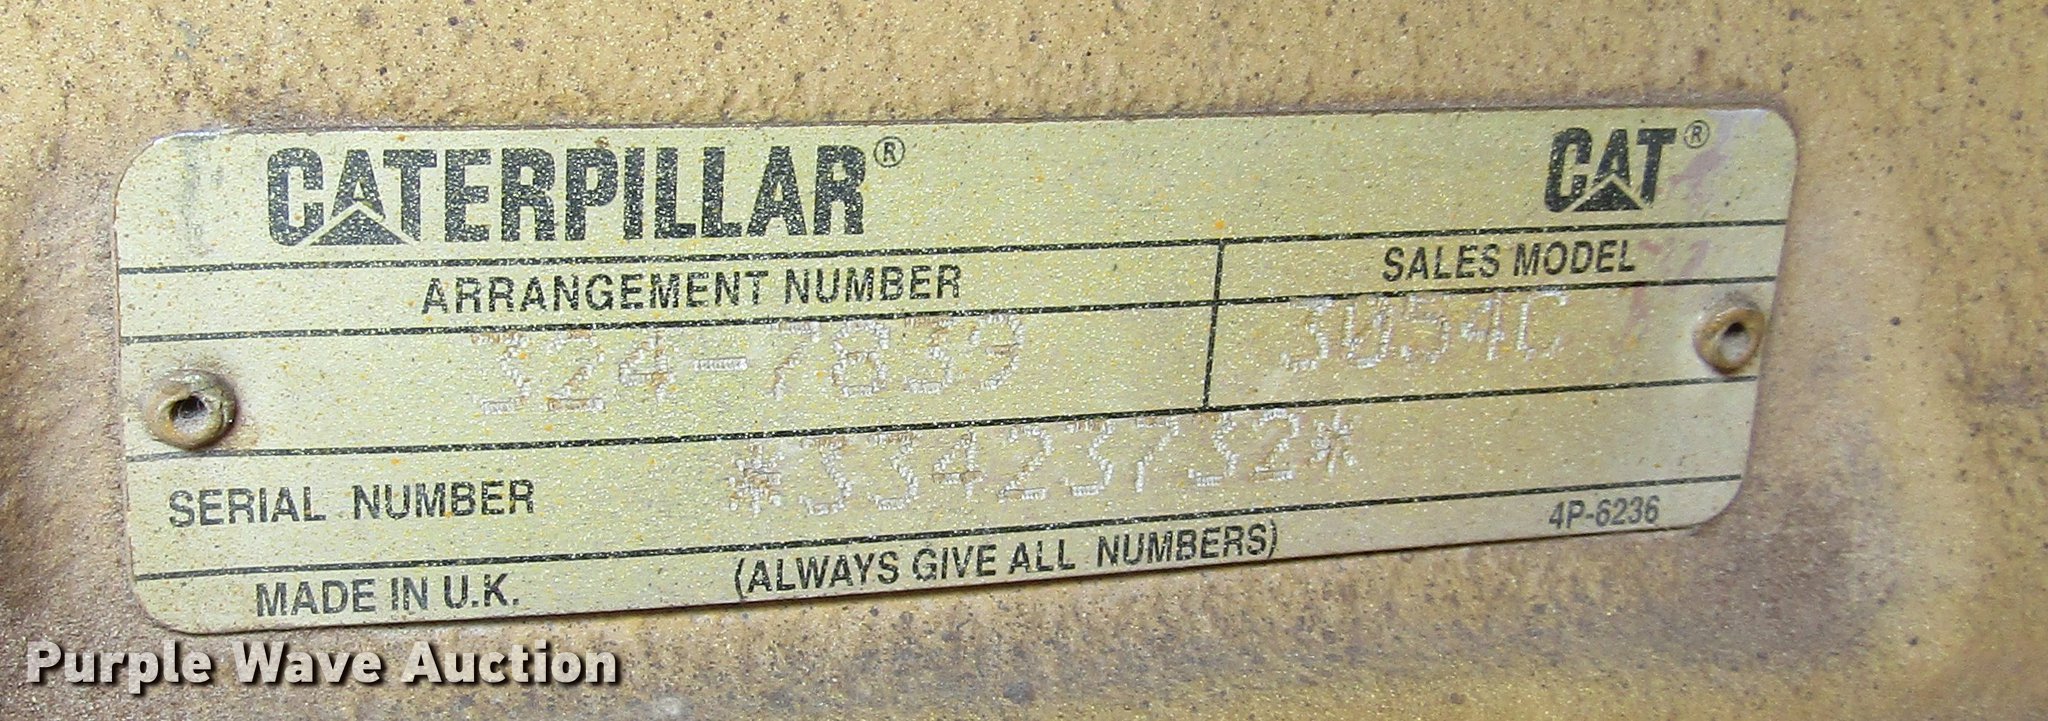 CATERPILLAR® CAT®
ARRANGEMENT NUMBER SALES MODEL
324-7839 3054C
SERIAL NUMBER *33423732*
4P-6236
MADE IN U.K. (ALWAYS GIVE ALL NUMBERS)
Purple Wave Auction